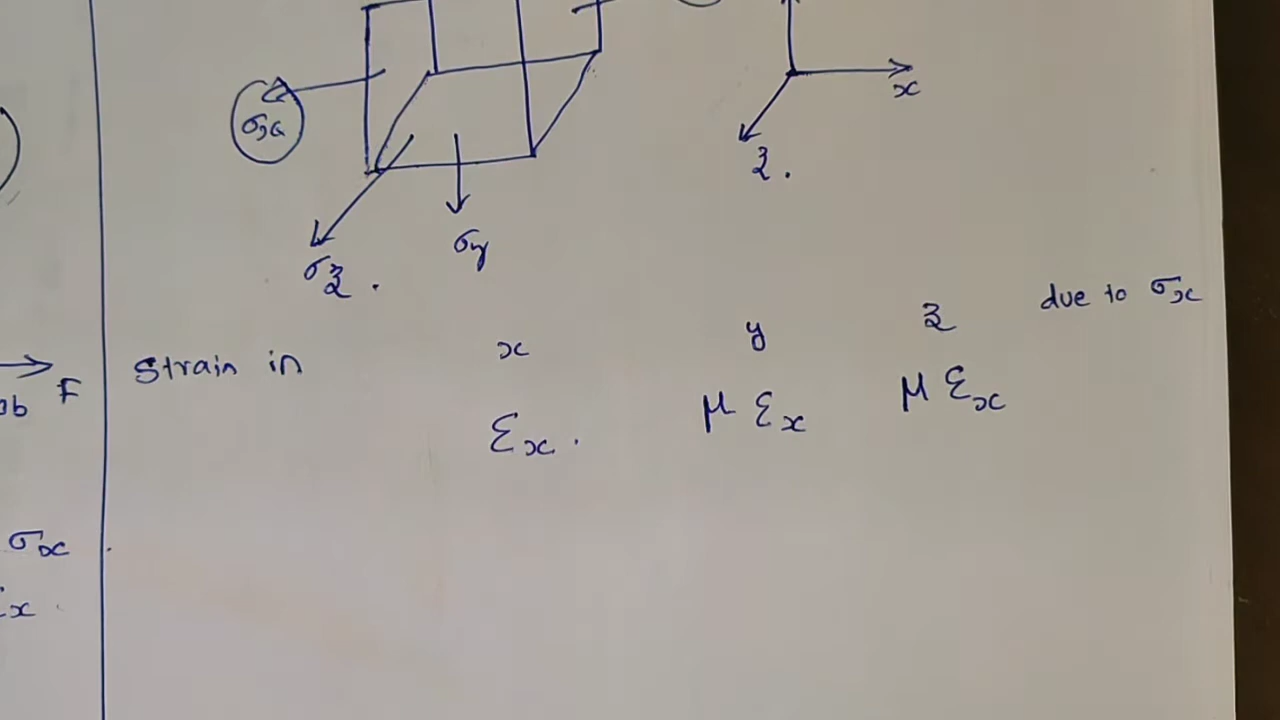 x
σx
z.
σy
σz.
x y z due to σx
Strain in
F
εx. μ εx μ εx
σx
x.